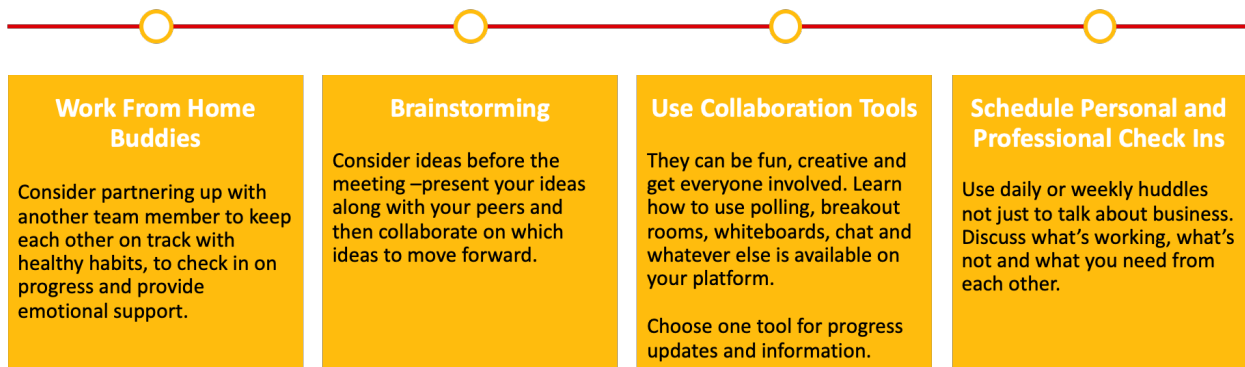 Work From Home
Buddies
Consider partnering up with
another team member to keep
each other on track with
healthy habits, to check in on
progress and provide
emotional support.
Brainstorming
Consider ideas before the
meeting –present your ideas
along with your peers and
then collaborate on which
ideas to move forward.
Use Collaboration Tools
They can be fun, creative and
get everyone involved. Learn
how to use polling, breakout
rooms, whiteboards, chat and
whatever else is available on
your platform.
Choose one tool for progress
updates and information.
Schedule Personal and
Professional Check Ins
Use daily or weekly huddles
not just to talk about business.
Discuss what’s working, what’s
not and what you need from
each other.